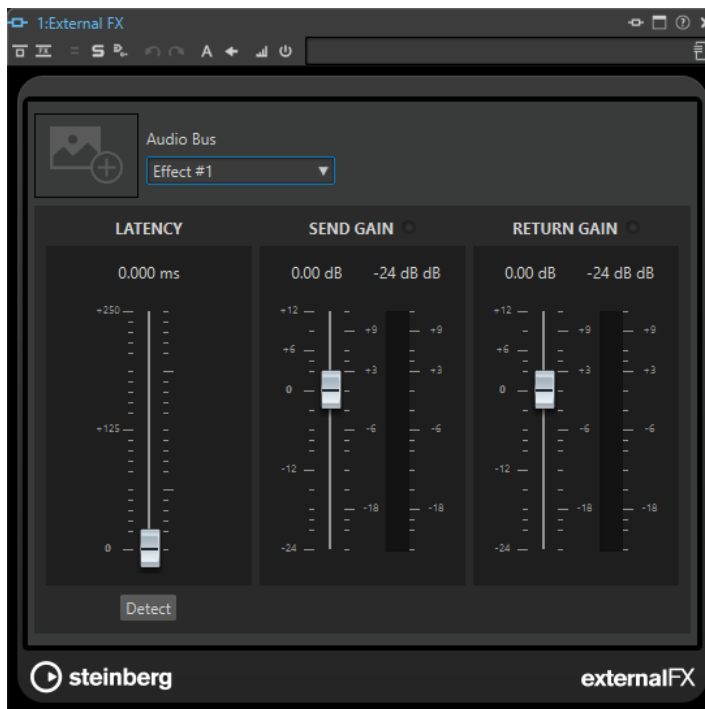 1:External FX
Audio Bus
Effect #1
LATENCY
SEND GAIN
RETURN GAIN
0.000 ms
0.00 dB
-24 dB dB
0.00 dB
-24 dB dB
+250
+125
0
+12
+6
0
-12
-24
+9
+3
-6
-18
+9
+3
-6
-18
+12
+6
0
-12
-24
+9
+3
-6
-18
+9
+3
-6
-18
Detect
steinberg
externalFX